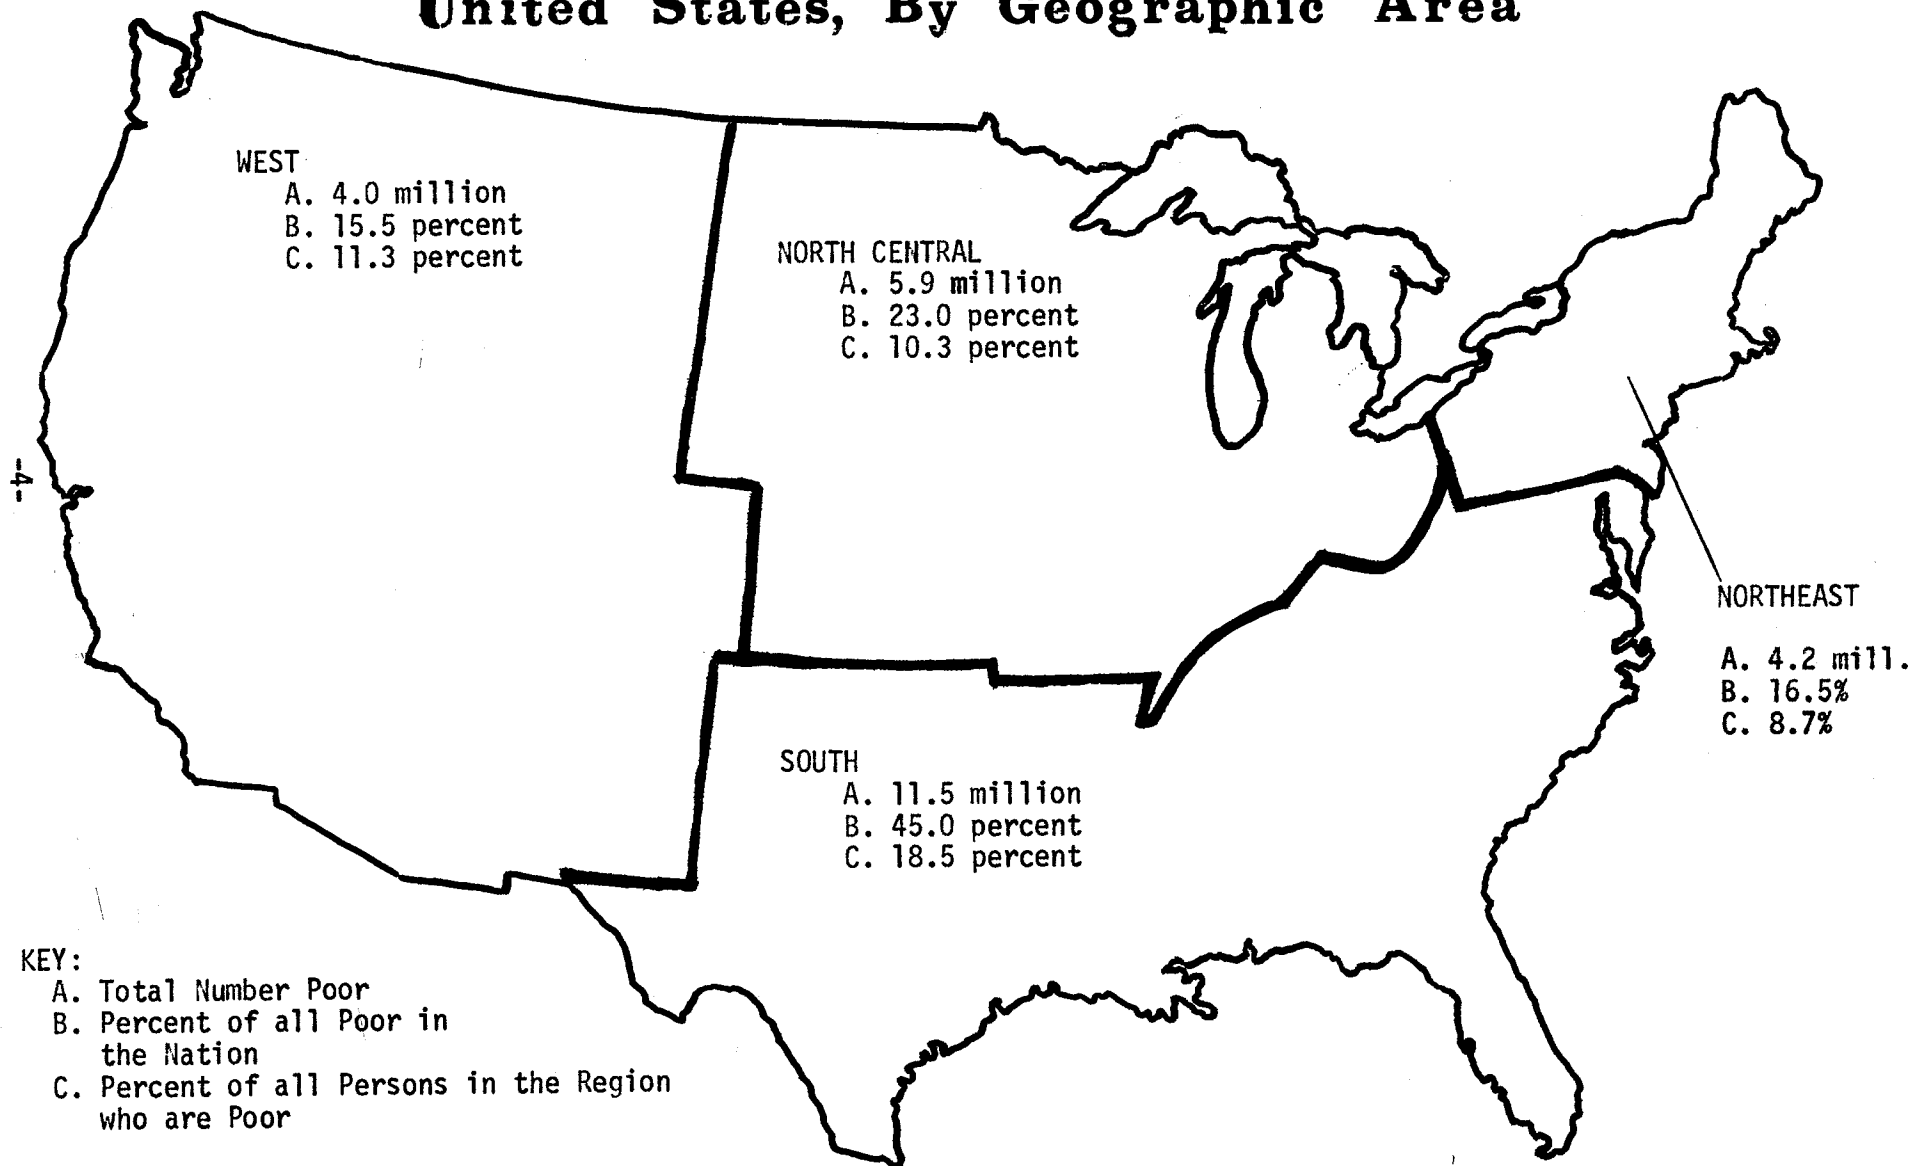 United States, By Geographic Area
WEST
A. 4.0 million
B. 15.5 percent
C. 11.3 percent
NORTH CENTRAL
A. 5.9 million
B. 23.0 percent
C. 10.3 percent
-4-
NORTHEAST
A. 4.2 mill.
B. 16.5%
C. 8.7%
SOUTH
A. 11.5 million
B. 45.0 percent
C. 18.5 percent
KEY:
A. Total Number Poor
B. Percent of all Poor in
the Nation
C. Percent of all Persons in the Region
who are Poor